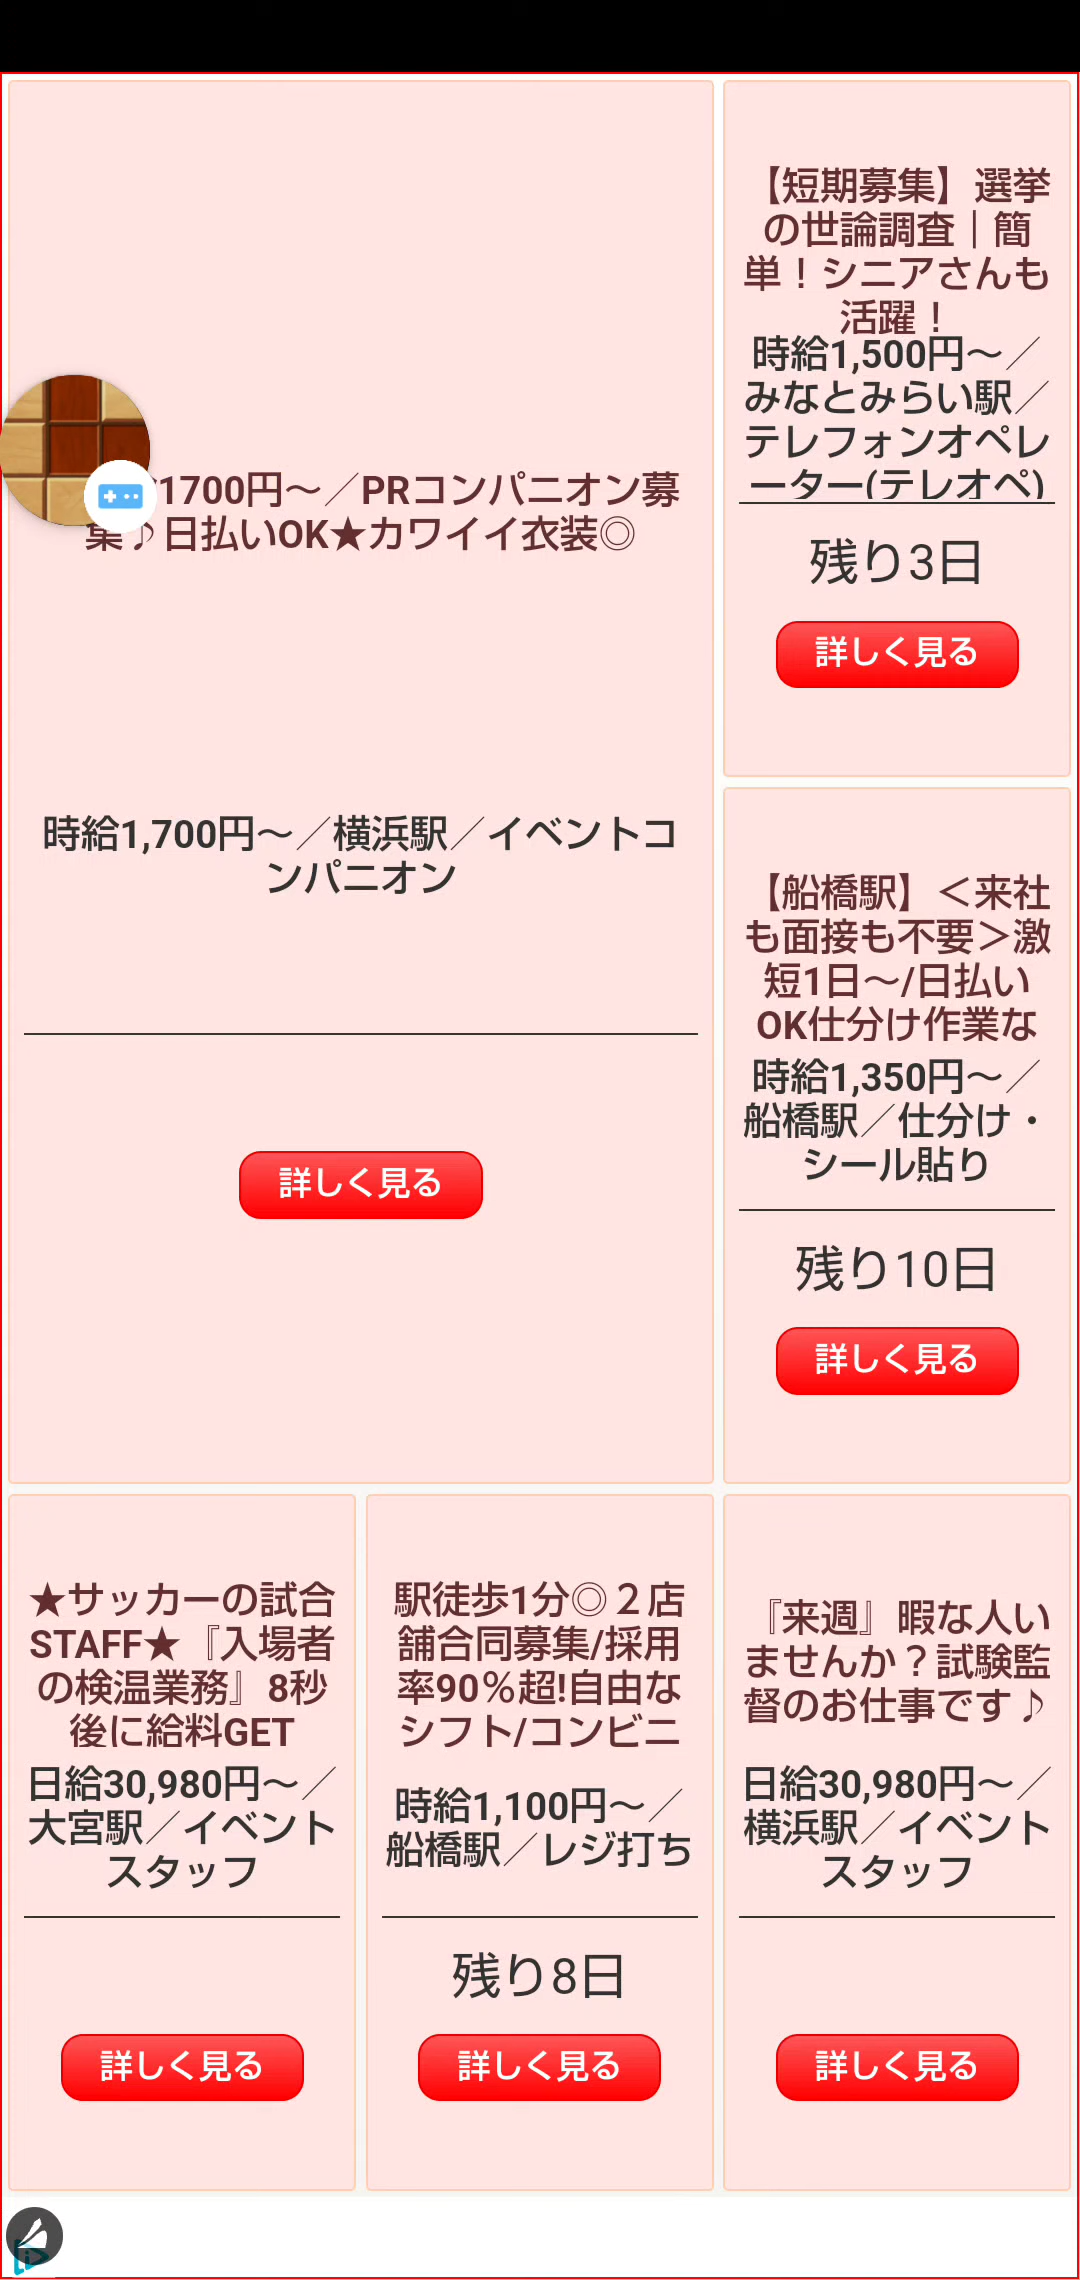 1700円～／PRコンパニオン募
集♪日払いOK★カワイイ衣装◎
時給1,700円～／横浜駅／イベントコ
ンパニオン
詳しく見る
【短期募集】選挙
の世論調査｜簡
単！シニアさんも
活躍！
時給1,500円～／
みなとみらい駅／
テレフォンオペレ
ーター(テレオペ)
残り3日
詳しく見る
【船橋駅】＜来社
も面接も不要＞激
短1日～/日払い
OK仕分け作業な
時給1,350円～／
船橋駅／仕分け・
シール貼り
残り10日
詳しく見る
★サッカーの試合
STAFF★『入場者
の検温業務』8秒
後に給料GET
日給30,980円～／
大宮駅／イベント
スタッフ
詳しく見る
駅徒歩1分◎２店
舗合同募集/採用
率90％超!自由な
シフト/コンビニ
時給1,100円～／
船橋駅／レジ打ち
残り8日
詳しく見る
『来週』暇な人い
ませんか？試験監
督のお仕事です♪
日給30,980円～／
横浜駅／イベント
スタッフ
詳しく見る